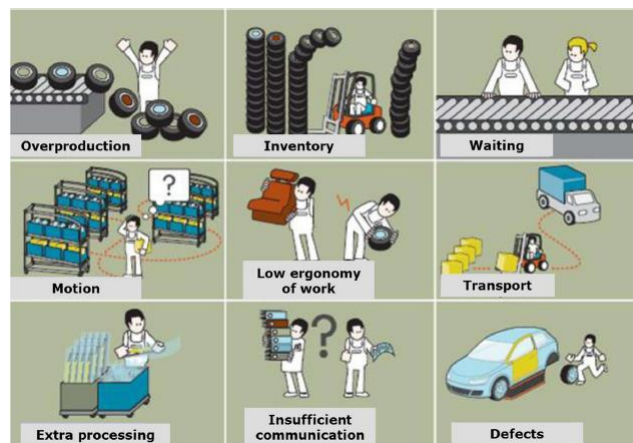 Overproduction
Inventory
Waiting
?
Motion
Low ergonomy
of work
Transport
Extra processing
?
Insufficient
communication
Defects